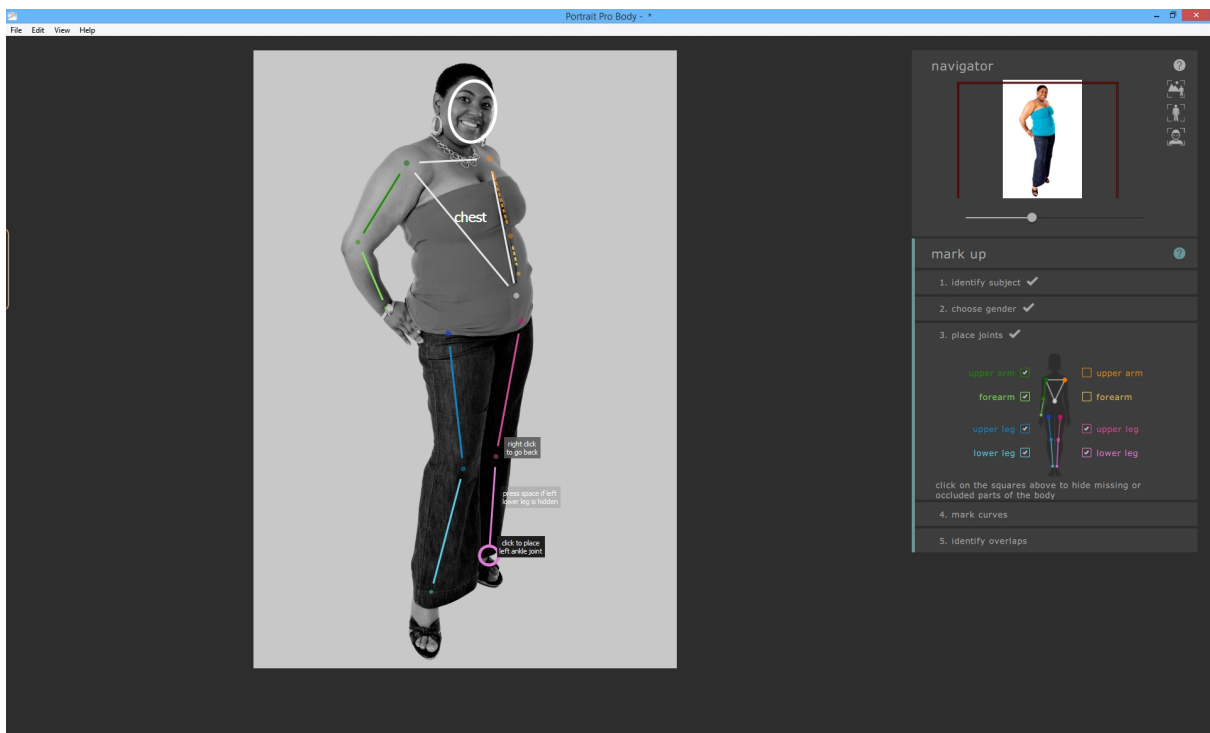 Portrait Pro Body - *
File Edit View Help
navigator
chest
mark up
1. identify subject
2. choose gender
3. place joints
upper arm
upper arm
forearm
forearm
upper leg
upper leg
lower leg
lower leg
click on the squares above to hide missing or
occluded parts of the body
4. mark curves
5. identify overlaps
right click
to go back
press space if left
lower leg is hidden
click to place
left ankle joint